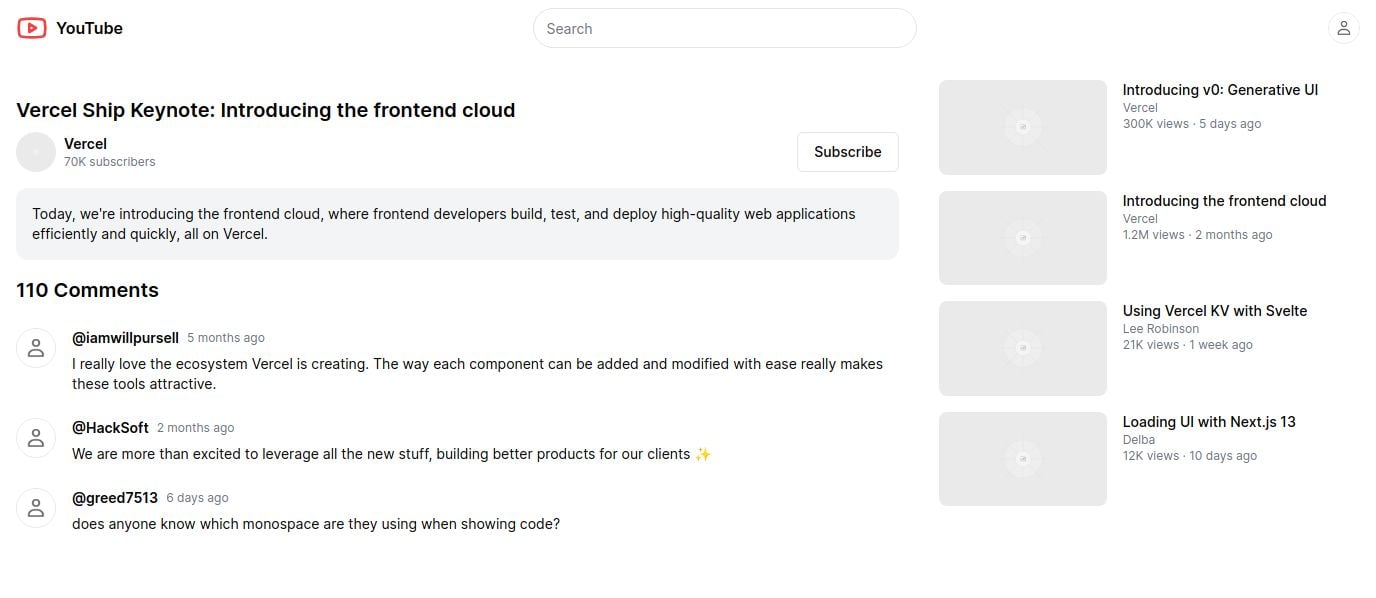 YouTube
Search
Vercel Ship Keynote: Introducing the frontend cloud
Vercel
70K subscribers
Subscribe
Today, we're introducing the frontend cloud, where frontend developers build, test, and deploy high-quality web applications
efficiently and quickly, all on Vercel.
110 Comments
@iamwillpursell 5 months ago
I really love the ecosystem Vercel is creating. The way each component can be added and modified with ease really makes
these tools attractive.
@HackSoft 2 months ago
We are more than excited to leverage all the new stuff, building better products for our clients ✨
@greed7513 6 days ago
does anyone know which monospace are they using when showing code?
Introducing v0: Generative UI
Vercel
300K views · 5 days ago
Introducing the frontend cloud
Vercel
1.2M views · 2 months ago
Using Vercel KV with Svelte
Lee Robinson
21K views · 1 week ago
Loading UI with Next.js 13
Delba
12K views · 10 days ago